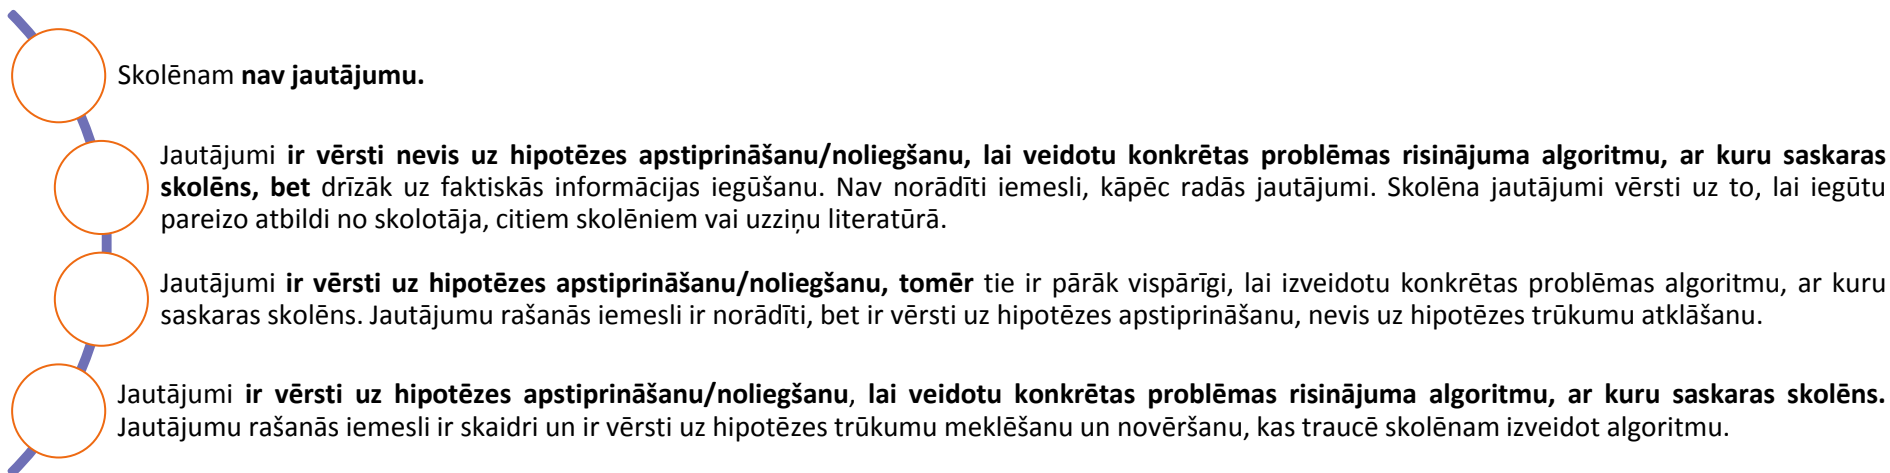 Skolēnam nav jautājumu.
Jautājumi ir vērsti nevis uz hipotēzes apstiprināšanu/noliegšanu, lai veidotu konkrētas problēmas risinājuma algoritmu, ar kuru saskaras
skolēns, bet drīzāk uz faktiskās informācijas iegūšanu. Nav norādīti iemesli, kāpēc radās jautājumi. Skolēna jautājumi vērsti uz to, lai iegūtu
pareizo atbildi no skolotāja, citiem skolēniem vai uzziņu literatūrā.
Jautājumi ir vērsti uz hipotēzes apstiprināšanu/noliegšanu, tomēr tie ir pārāk vispārīgi, lai izveidotu konkrētas problēmas algoritmu, ar kuru
saskaras skolēns. Jautājumu rašanās iemesli ir norādīti, bet ir vērsti uz hipotēzes apstiprināšanu, nevis uz hipotēzes trūkumu atklāšanu.
Jautājumi ir vērsti uz hipotēzes apstiprināšanu/noliegšanu, lai veidotu konkrētas problēmas risinājuma algoritmu, ar kuru saskaras skolēns.
Jautājumu rašanās iemesli ir skaidri un ir vērsti uz hipotēzes trūkumu meklēšanu un novēršanu, kas traucē skolēnam izveidot algoritmu.